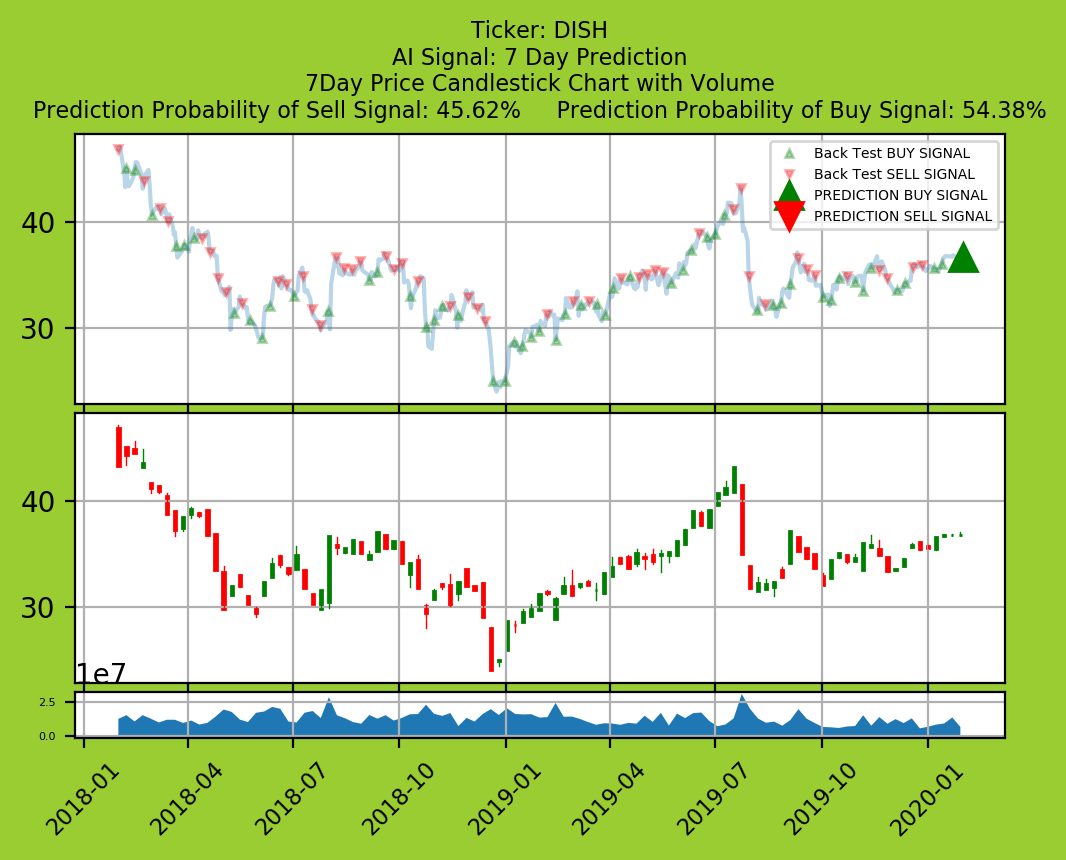 Ticker: DISH
AI Signal: 7 Day Prediction
7Day Price Candlestick Chart with Volume
Prediction Probability of Sell Signal: 45.62%     Prediction Probability of Buy Signal: 54.38%
Back Test BUY SIGNAL
Back Test SELL SIGNAL
PREDICTION BUY SIGNAL
PREDICTION SELL SIGNAL
40
30
40
30
1e7
2.5
0.0
2018-01
2018-04
2018-07
2018-10
2019-01
2019-04
2019-07
2019-10
2020-01